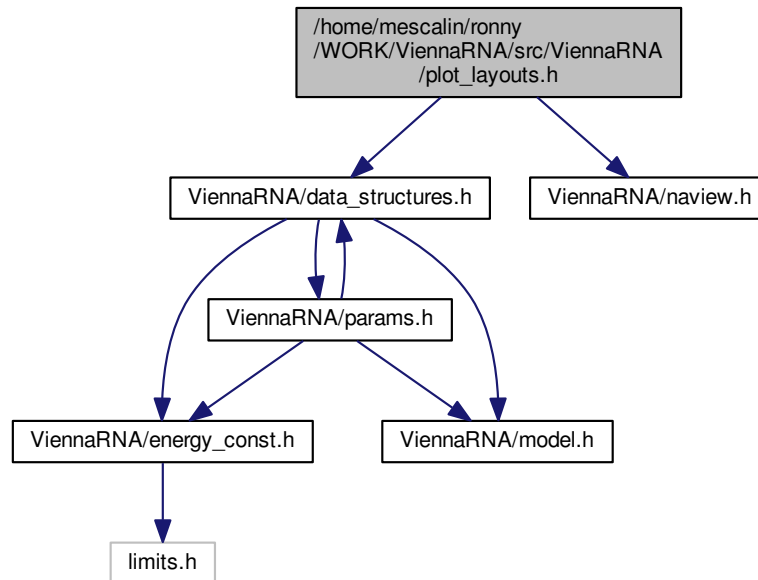 /home/mescalin/ronny
/WORK/ViennaRNA/src/ViennaRNA
/plot_layouts.h
ViennaRNA/data_structures.h
ViennaRNA/naview.h
ViennaRNA/params.h
ViennaRNA/energy_const.h
ViennaRNA/model.h
limits.h